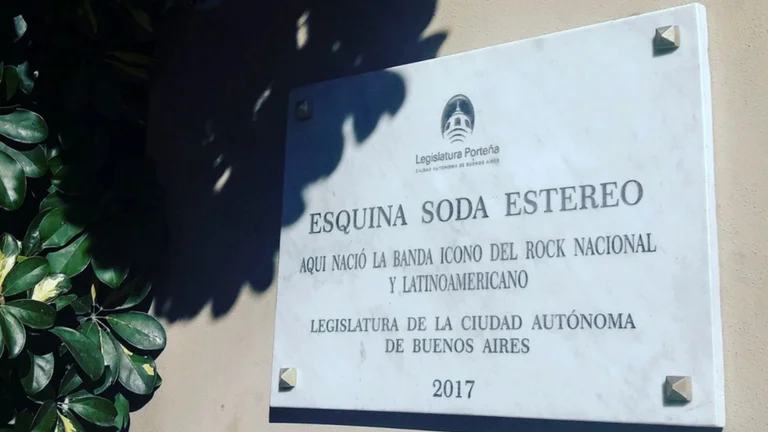 Legislatura Porteña
CIUDAD AUTÓNOMA DE BUENOS AIRES
ESQUINA SODA ESTEREO
AQUI NACIÓ LA BANDA ICONO DEL ROCK NACIONAL
Y LATINOAMERICANO
LEGISLATURA DE LA CIUDAD AUTÓNOMA
DE BUENOS AIRES
2017